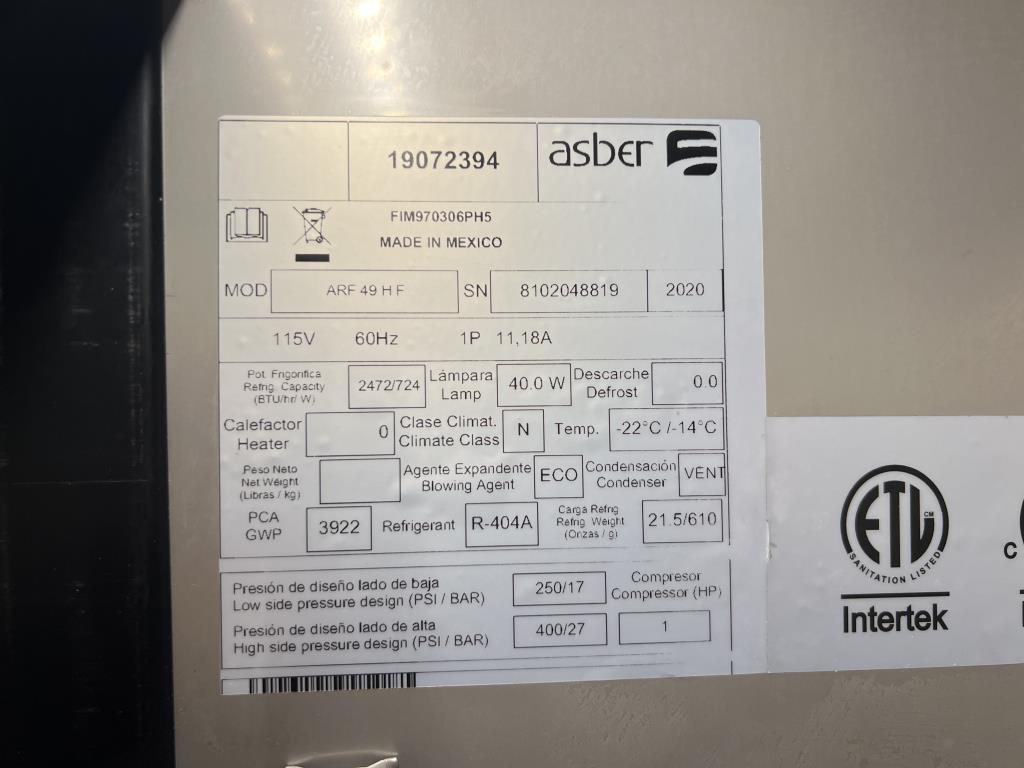 19072394
asber
FIM970306PH5
MADE IN MEXICO
MOD ARF 49 H F SN 8102048819 2020
115V 60Hz 1P 11,18A
Pot. Frigorifica
Refrig. Capacity
(BTU/hr/ W)
2472/724
Lámpara
Lamp
40.0 W
Descarche
Defrost
0.0
Calefactor
Heater
0
Clase Climat.
Climate Class
N
Temp. -22°C /-14°C
Peso Neto
Net Weight
(Libras / kg)
Agente Expandente
Blowing Agent
ECO
Condensación
Condenser
VENT
PCA
GWP
3922
Refrigerant R-404A
Carga Refrig
Refrig. Weight
(Onzas / g)
21.5/610
Presión de diseño lado de baja
Low side pressure design (PSI / BAR)
250/17
Compresor
Compressor (HP)
Presión de diseño lado de alta
High side pressure design (PSI / BAR)
400/27
1
ETL CM
SANITATION LISTED
Intertek
C